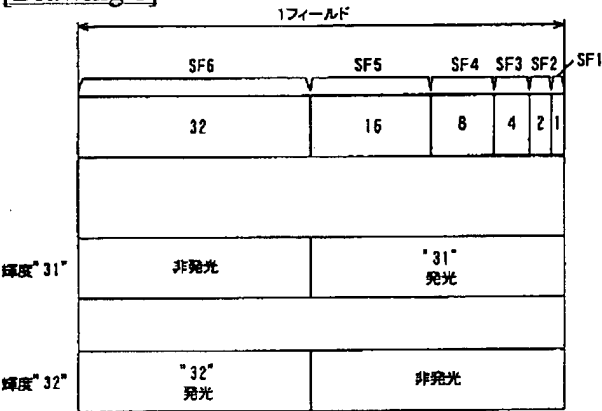 1フィールド
SF6 SF5 SF4 SF3 SF2 SF1
32 16 8 4 2 1
輝度"31" 非発光 "31"
発光
輝度"32" "32" 非発光
発光